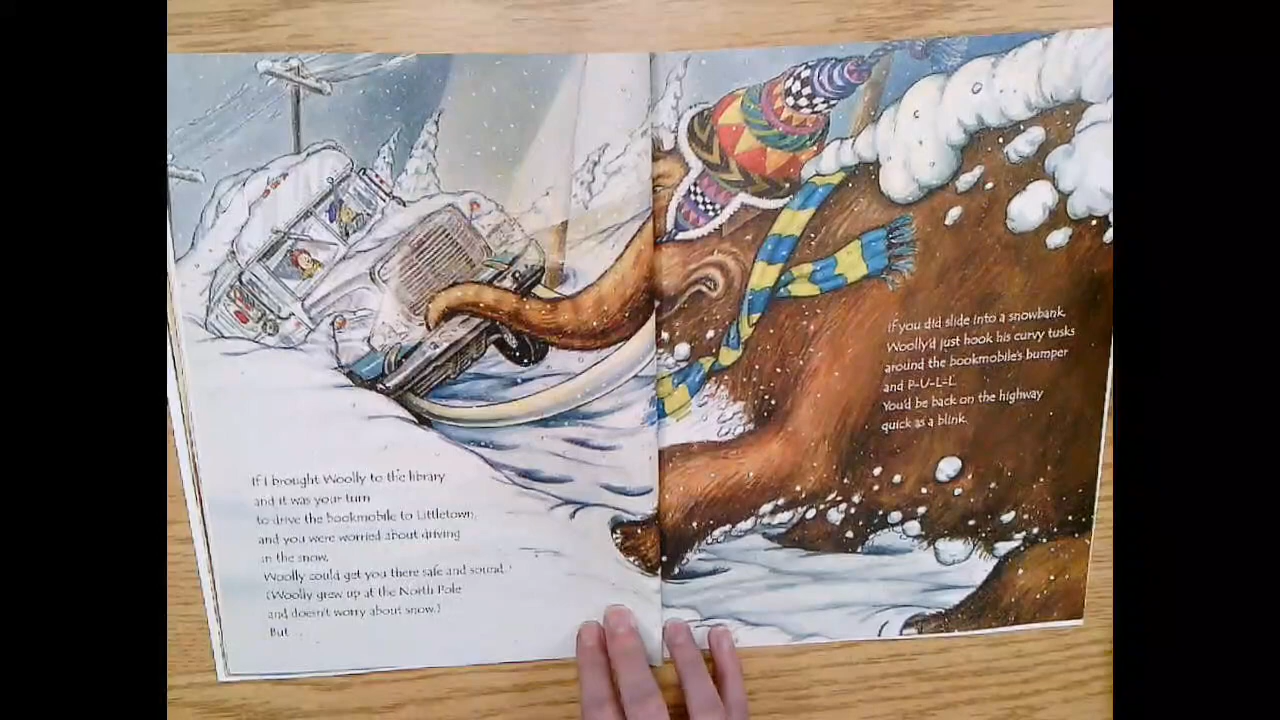 If I brought Woolly to the library
and it was your turn
to drive the bookmobile to Littletown,
and you were worried about driving
in the snow,
Woolly could get you there safe and sound.
(Woolly grew up at the North Pole
and doesn't worry about snow.)
But . . .
if you did slide into a snowbank,
Woolly'd just hook his curvy tusks
around the bookmobile's bumper
and P-U-L-L.
You'd be back on the highway
quick as a blink.